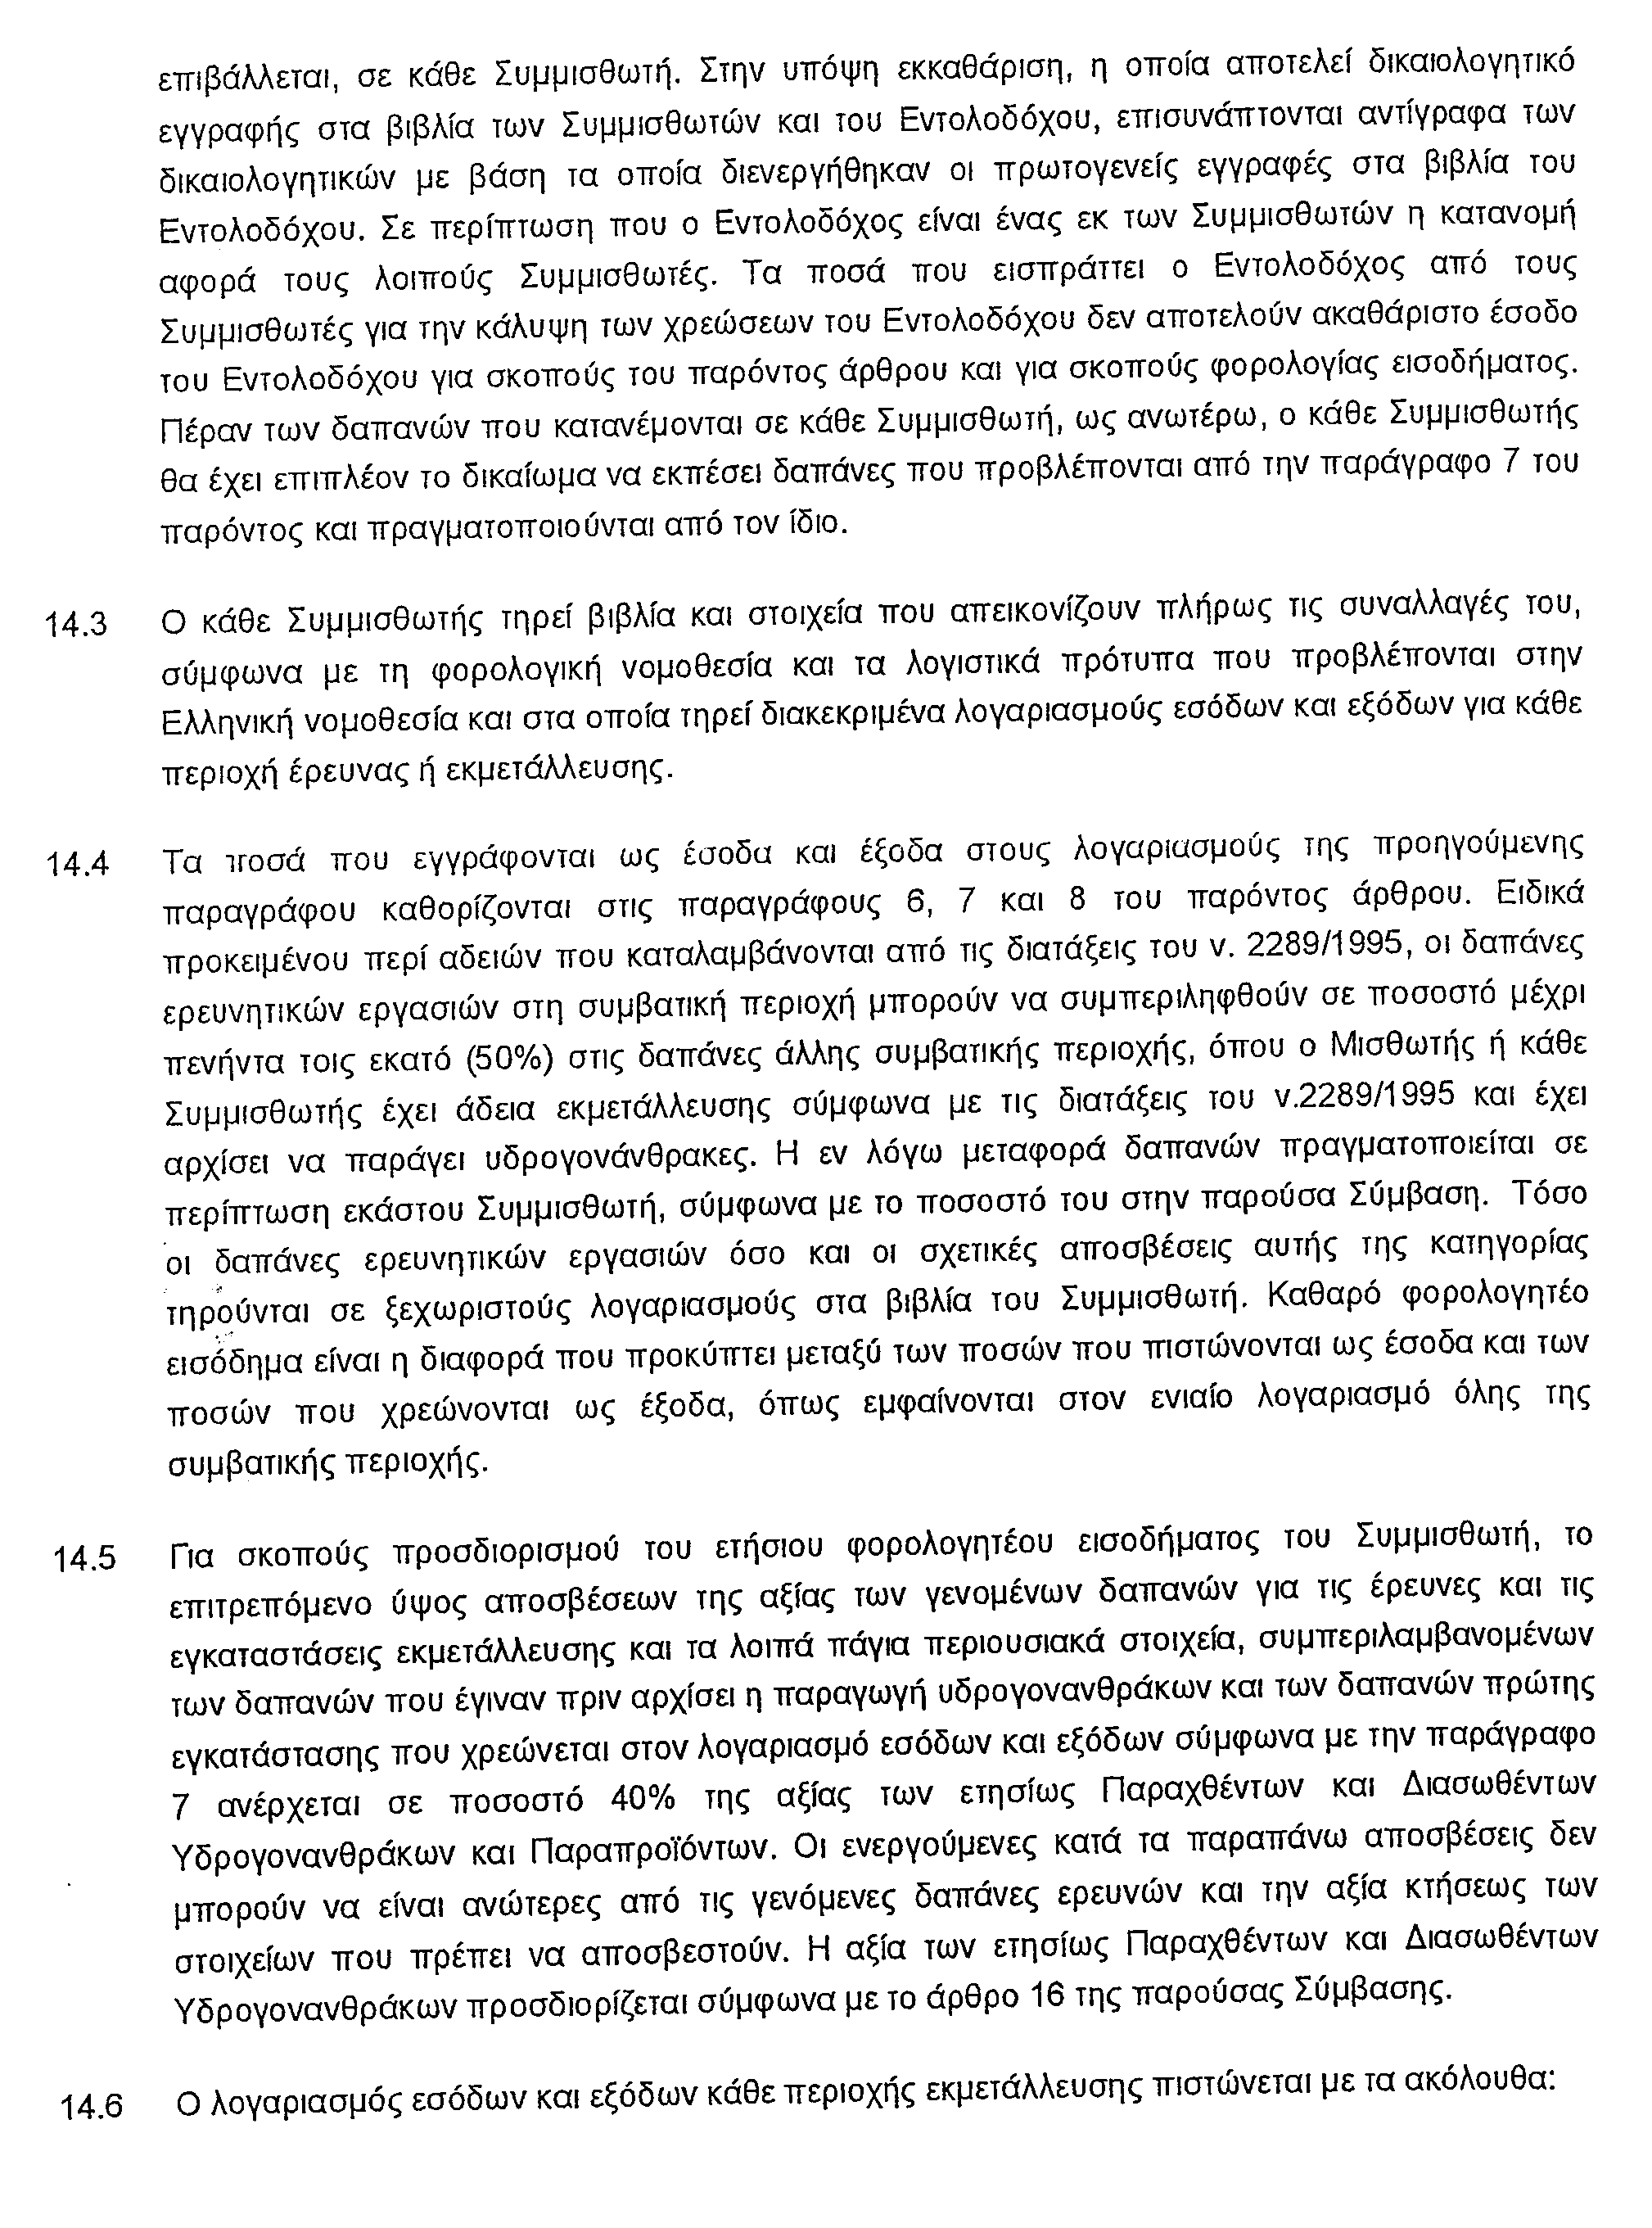 επιβάλλεται, σε κάθε Συμμισθωτή. Στην υπόψη εκκαθάριση, η οποία αποτελεί δικαιολογητικό
εγγραφής στα βιβλία των Συμμισθωτών και του Εντολοδόχου, επισυνάπτονται αντίγραφα των
δικαιολογητικών με βάση τα οποία διενεργήθηκαν οι πρωτογενείς εγγραφές στα βιβλία του
Εντολοδόχου. Σε περίπτωση που ο Εντολοδόχος είναι ένας εκ των Συμμισθωτών η κατανομή
αφορά τους λοιπούς Συμμισθωτές. Τα ποσά που εισπράττει ο Εντολοδόχος από τους
Συμμισθωτές για την κάλυψη των χρεώσεων του Εντολοδόχου δεν αποτελούν ακαθάριστο έσοδο
του Εντολοδόχου για σκοπούς του παρόντος άρθρου και για σκοπούς φορολογίας εισοδήματος.
Πέραν των δαπανών που κατανέμονται σε κάθε Συμμισθωτή, ως ανωτέρω, ο κάθε Συμμισθωτής
θα έχει επιπλέον το δικαίωμα να εκπέσει δαπάνες που προβλέπονται από την παράγραφο 7 του
παρόντος και πραγματοποιούνται από τον ίδιο.
14.3 Ο κάθε Συμμισθωτής τηρεί βιβλία και στοιχεία που απεικονίζουν πλήρως τις συναλλαγές του,
σύμφωνα με τη φορολογική νομοθεσία και τα λογιστικά πρότυπα που προβλέπονται στην
Ελληνική νομοθεσία και στα οποία τηρεί διακεκριμένα λογαριασμούς εσόδων και εξόδων για κάθε
περιοχή έρευνας ή εκμετάλλευσης.
14.4 Τα ποσά που εγγράφονται ως έσοδα και έξοδα στους λογαριασμούς της προηγούμενης
παραγράφου καθορίζονται στις παραγράφους 6, 7 και 8 του παρόντος άρθρου. Ειδικά
προκειμένου περί αδειών που καταλαμβάνονται από τις διατάξεις του ν. 2289/1995, οι δαπάνες
ερευνητικών εργασιών στη συμβατική περιοχή μπορούν να συμπεριληφθούν σε ποσοστό μέχρι
πενήντα τοις εκατό (50%) στις δαπάνες άλλης συμβατικής περιοχής, όπου ο Μισθωτής ή κάθε
Συμμισθωτής έχει άδεια εκμετάλλευσης σύμφωνα με τις διατάξεις του ν.2289/1995 και έχει
αρχίσει να παράγει υδρογονάνθρακες. Η εν λόγω μεταφορά δαπανών πραγματοποιείται σε
περίπτωση εκάστου Συμμισθωτή, σύμφωνα με το ποσοστό του στην παρούσα Σύμβαση. Τόσο
οι δαπάνες ερευνητικών εργασιών όσο και οι σχετικές αποσβέσεις αυτής της κατηγορίας
τηρούνται σε ξεχωριστούς λογαριασμούς στα βιβλία του Συμμισθωτή. Καθαρό φορολογητέο
εισόδημα είναι η διαφορά που προκύπτει μεταξύ των ποσών που πιστώνονται ως έσοδα και των
ποσών που χρεώνονται ως έξοδα, όπως εμφαίνονται στον ενιαίο λογαριασμό όλης της
συμβατικής περιοχής.
14.5 Για σκοπούς προσδιορισμού του ετήσιου φορολογητέου εισοδήματος του Συμμισθωτή, το
επιτρεπόμενο ύψος αποσβέσεων της αξίας των γενομένων δαπανών για τις έρευνες και τις
εγκαταστάσεις εκμετάλλευσης και τα λοιπά πάγια περιουσιακά στοιχεία, συμπεριλαμβανομένων
των δαπανών που έγιναν πριν αρχίσει η παραγωγή υδρογονανθράκων και των δαπανών πρώτης
εγκατάστασης που χρεώνεται στον λογαριασμό εσόδων και εξόδων σύμφωνα με την παράγραφο
7 ανέρχεται σε ποσοστό 40% της αξίας των ετησίως Παραχθέντων και Διασωθέντων
Υδρογονανθράκων και Παραπροϊόντων. Οι ενεργούμενες κατά τα παραπάνω αποσβέσεις δεν
μπορούν να είναι ανώτερες από τις γενόμενες δαπάνες ερευνών και την αξία κτήσεως των
στοιχείων που πρέπει να αποσβεστούν. Η αξία των ετησίως Παραχθέντων και Διασωθέντων
Υδρογονανθράκων προσδιορίζεται σύμφωνα με το άρθρο 16 της παρούσας Σύμβασης.
14.6 Ο λογαριασμός εσόδων και εξόδων κάθε περιοχής εκμετάλλευσης πιστώνεται με τα ακόλουθα: